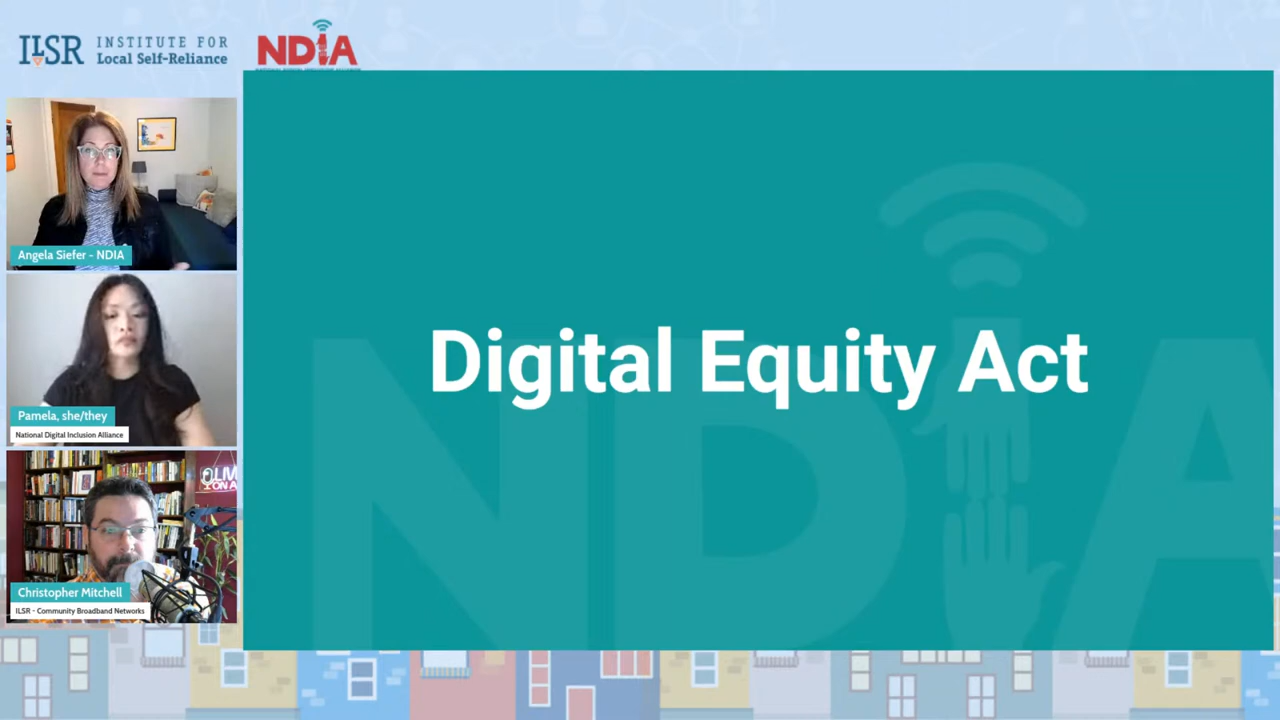 ILSR
INSTITUTE FOR
Local Self-Reliance
NDiA
Angela Siefer - NDIA
Pamela, she/they
National Digital Inclusion Alliance
Christopher Mitchell
ILSR - Community Broadband Networks
Digital Equity Act
NDiA